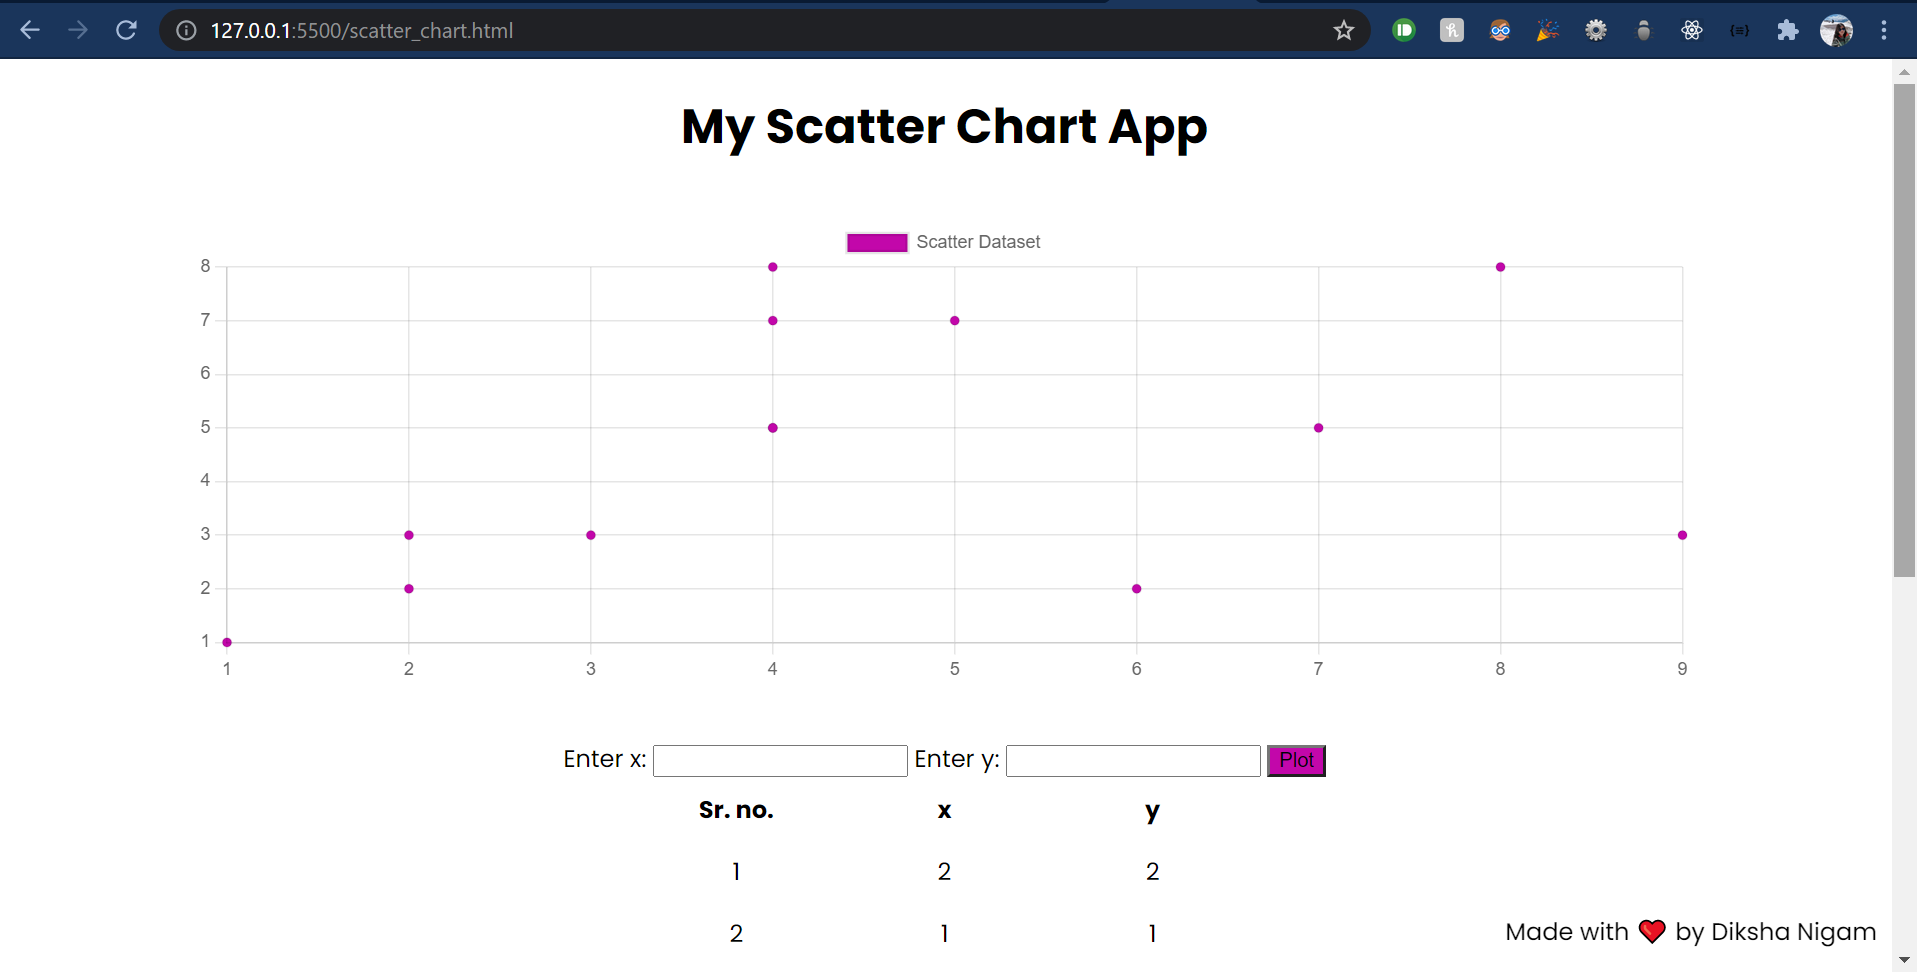 127.0.0.1:5500/scatter_chart.html
My Scatter Chart App
Scatter Dataset
8
7
6
5
4
3
2
1
1 2 3 4 5 6 7 8 9
Enter x: Enter y: Plot
Sr. no. x y
1 2 2
2 1 1
Made with ❤️ by Diksha Nigam